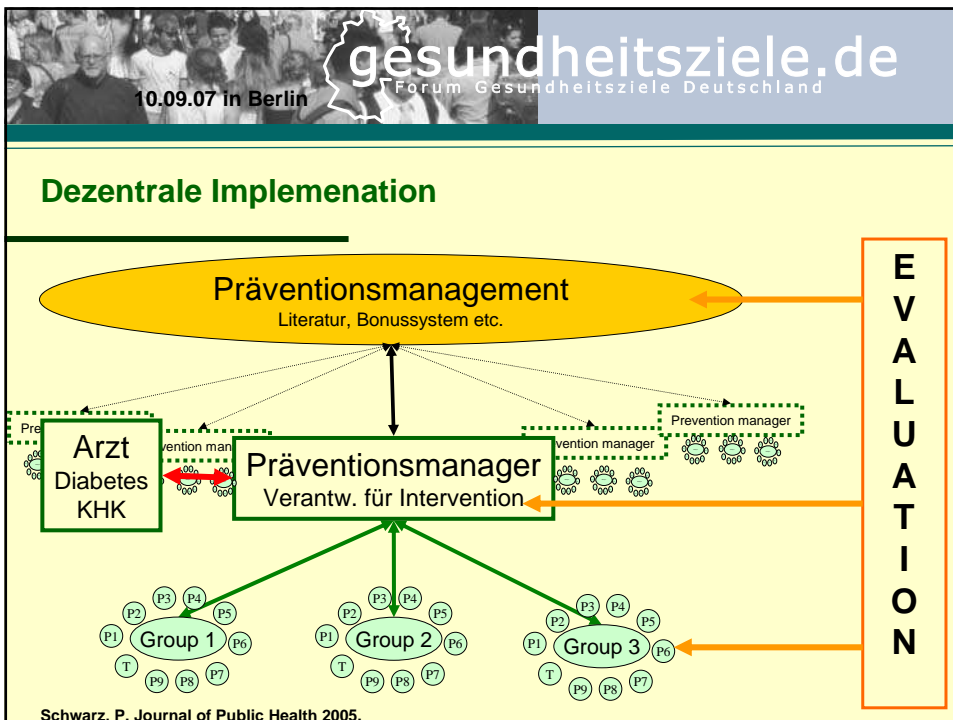 gesundheitsziele.de
Forum Gesundheitsziele Deutschland
10.09.07 in Berlin
Dezentrale Implemenation
Präventionsmanagement
Literatur, Bonussystem etc.
E
V
A
L
U
A
T
I
O
N
Prevention manager
manager
Arzt
Diabetes
KHK
Präventionsmanager
Verantw. für Intervention
P1 P2 P3 P4 P5 P6 P7 P8 P9 T
Group 1
P1 P2 P3 P4 P5 P6 P7 P8 P9 T
Group 2
P1 P2 P3 P4 P5 P6 P7 P8 P9 T
Group 3
Schwarz, P. Journal of Public Health 2005.